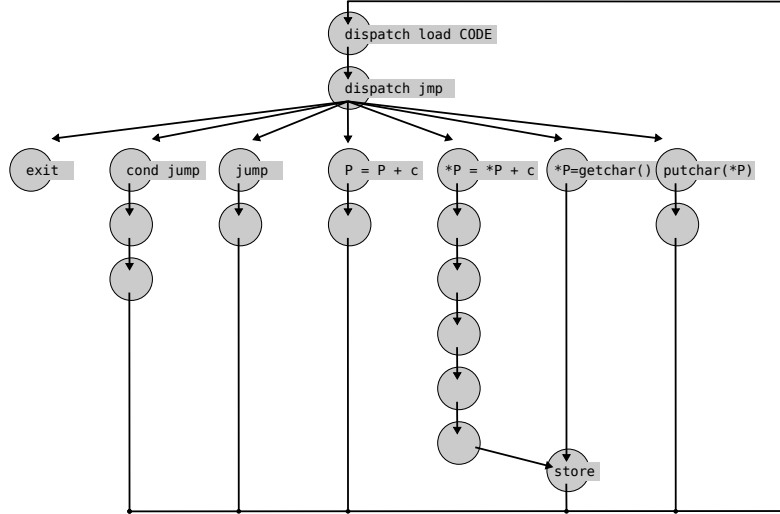 dispatch load CODE
dispatch jmp
exit
cond jump
jump
P = P + c
*P = *P + c
*P=getchar()
putchar(*P)
store